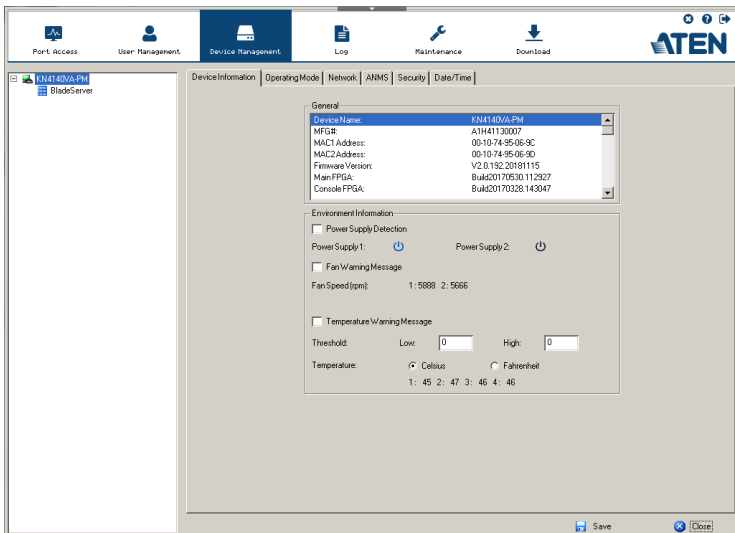 Port Access User Management Device Management Log Maintenance Download ATEN
KN4140VA-PM
BladeServer
Device Information Operating Mode Network ANMS Security Date/Time
General
Device Name: KN4140VA-PM
MFG#: A1H41130007
MAC1 Address: 00-10-74-95-06-9C
MAC2 Address: 00-10-74-95-06-9D
Firmware Version: V2.0.192.20181115
Main FPGA: Build20170530.112927
Console FPGA: Build20170328.143047
Environment Information
Power Supply Detection
Power Supply 1: Power Supply 2:
Fan Warning Message
Fan Speed (rpm): 1 : 5888 2 : 5666
Temperature Warning Message
Threshold: Low: 0 High: 0
Temperature: Celsius Fahrenheit
1 : 45 2 : 47 3 : 46 4 : 46
Save Close